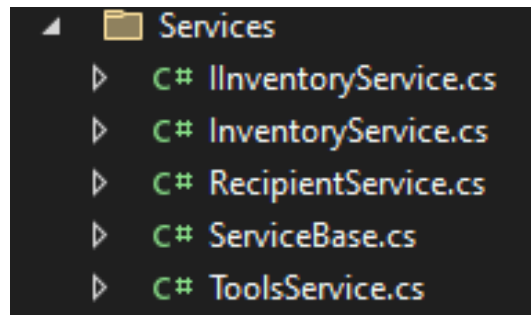 Services
C# IInventoryService.cs
C# InventoryService.cs
C# RecipientService.cs
C# ServiceBase.cs
C# ToolsService.cs